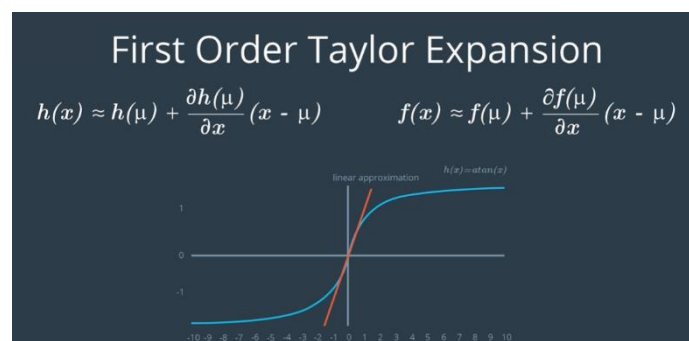 First Order Taylor Expansion
h(x) ≈ h(μ) + ∂h(μ)/∂x (x - μ)
f(x) ≈ f(μ) + ∂f(μ)/∂x (x - μ)
h(x)=atan(x)
linear approximation
1
0
-1
-10 -9 -8 -7 -6 -5 -4 -3 -2 -1 0 1 2 3 4 5 6 7 8 9 10